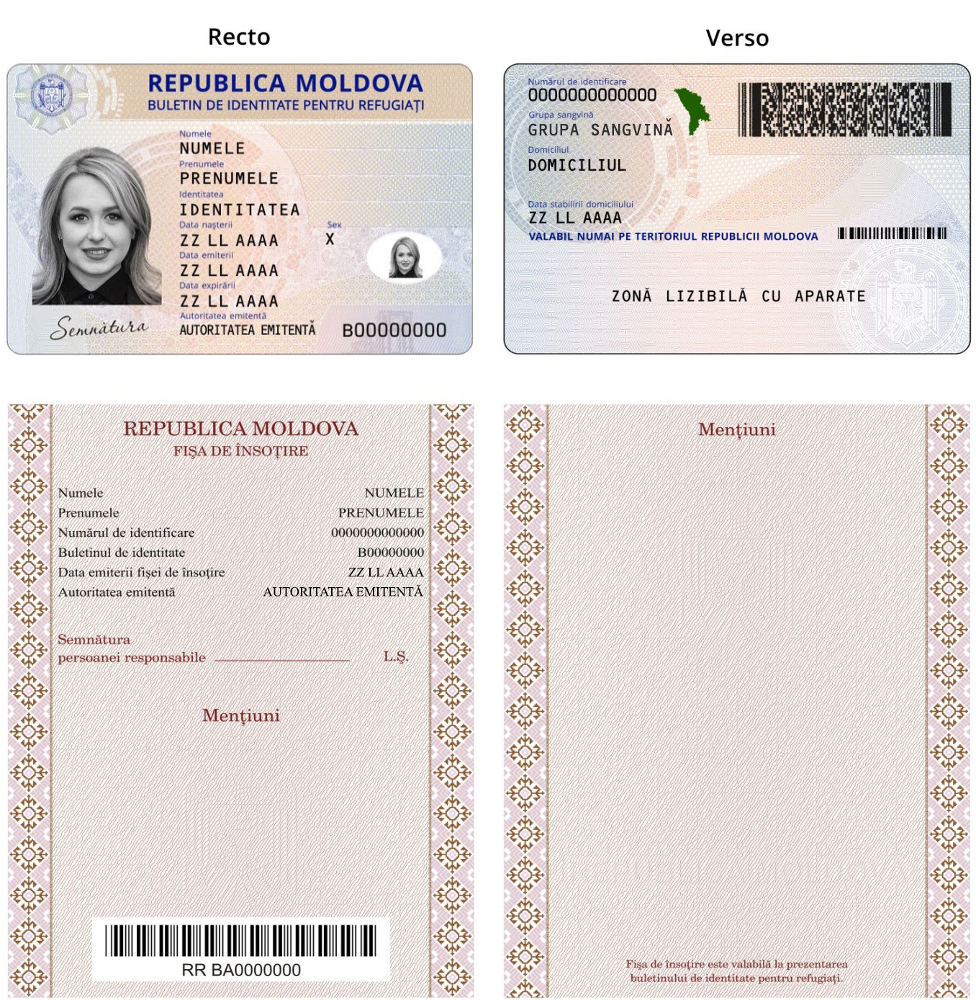 Recto
REPUBLICA MOLDOVA
BULETIN DE IDENTITATE PENTRU REFUGIAȚI
Numele
NUMELE
Prenumele
PRENUMELE
Identitatea
IDENTITATEA
Data nașterii
Sex
ZZ LL AAAA
X
Data emiterii
ZZ LL AAAA
Data expirării
ZZ LL AAAA
Autoritatea emitentă
AUTORITATEA EMITENTĂ
B00000000
Semnătura
Verso
Numărul de identificare
0000000000000
Grupa sangvină
GRUPA SANGVINĂ
Domiciliul
DOMICILIUL
Data stabilirii domiciliului
ZZ LL AAAA
VALABIL NUMAI PE TERITORIUL REPUBLICII MOLDOVA
ZONĂ LIZIBILĂ CU APARATE
REPUBLICA MOLDOVA
FIȘA DE ÎNSOȚIRE
Numele NUMELE
Prenumele PRENUMELE
Numărul de identificare 0000000000000
Buletinul de identitate B00000000
Data emiterii fișei de însoțire ZZ LL AAAA
Autoritatea emitentă AUTORITATEA EMITENTĂ
Semnătura
persoanei responsabile L.Ș.
Mențiuni
RR BA0000000
Mențiuni
Fișa de însoțire este valabilă la prezentarea
buletinului de identitate pentru refugiați.